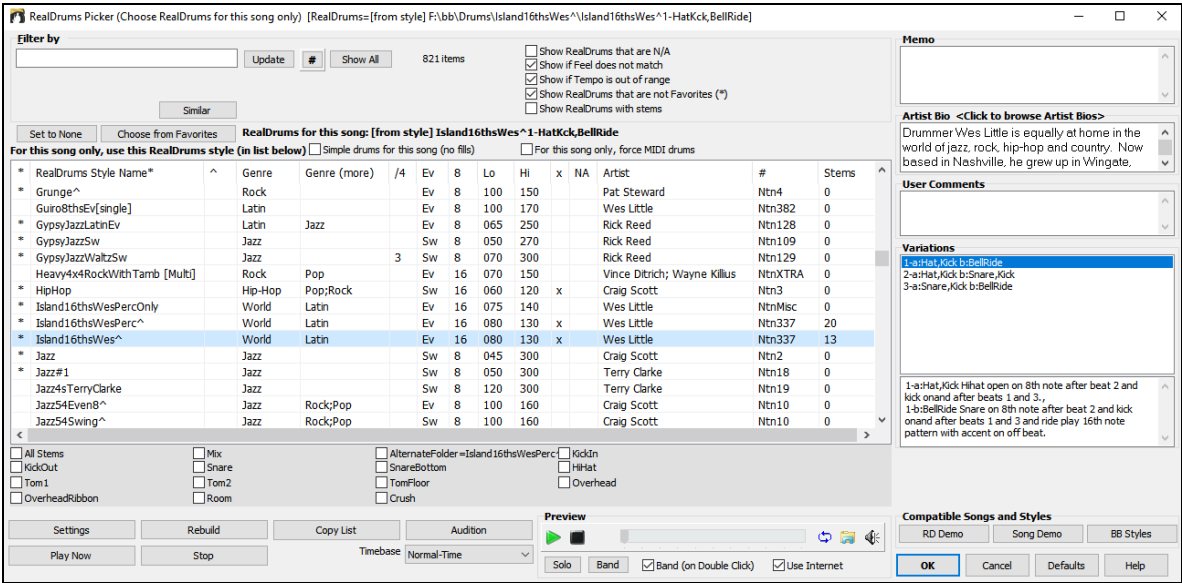 RealDrums Picker (Choose RealDrums for this song only) [RealDrums=[from style] F:\bb\Drums\Island16thsWes^\Island16thsWes^1-HatKck,BellRide]
Filter by
Update # Show All 821 items
Similar
Show RealDrums that are N/A
Show if Feel does not match
Show if Tempo is out of range
Show RealDrums that are not Favorites (*)
Show RealDrums with stems
Set to None Choose from Favorites RealDrums for this song: [from style] Island16thsWes^1-HatKck,BellRide
For this song only, use this RealDrums style (in list below) Simple drums for this song (no fills) For this song only, force MIDI drums
* RealDrums Style Name* ^ Genre Genre (more) /4 Ev 8 Lo Hi x NA Artist # Stems
* Grunge^ Rock Ev 8 100 150 Pat Steward Ntn4 0
Guiro8thsEv[single] Latin Ev 8 100 170 Wes Little Ntn382 0
* GypsyJazzLatinEv Latin Jazz Ev 8 065 250 Rick Reed Ntn128 0
* GypsyJazzSw Jazz Sw 8 050 270 Rick Reed Ntn109 0
* GypsyJazzWaltzSw Jazz 3 Sw 8 070 300 Rick Reed Ntn129 0
Heavy4x4RockWithTamb [Multi] Rock Pop Ev 16 070 150 Vince Ditrich; Wayne Killius NtnXTRA 0
* HipHop Hip-Hop Pop;Rock Sw 16 060 120 x Craig Scott Ntn3 0
* Island16thsWesPercOnly World Latin Ev 16 075 140 Wes Little NtnMisc 0
* Island16thsWesPerc^ World Latin Ev 16 080 130 x Wes Little Ntn337 20
* Island16thsWes^ World Latin Ev 16 080 130 x Wes Little Ntn337 13
* Jazz Jazz Sw 8 045 300 Craig Scott Ntn2 0
* Jazz#1 Jazz Sw 8 050 300 Terry Clarke Ntn18 0
Jazz4sTerryClarke Jazz Sw 8 120 300 Terry Clarke Ntn19 0
Jazz54Even8^ Jazz Rock;Pop Ev 8 100 160 Craig Scott Ntn10 0
Jazz54Swing^ Jazz Rock;Pop Sw 8 100 160 Craig Scott Ntn10 0
All Stems Mix AlternateFolder=Island16thsWesPerc^ KickIn
KickOut Snare SnareBottom HiHat
Tom1 Tom2 TomFloor Overhead
OverheadRibbon Room Crush
Settings Rebuild Copy List Audition
Play Now Stop Timebase Normal-Time
Preview
Solo Band Band (on Double Click) Use Internet
Memo
Artist Bio <Click to browse Artist Bios>
Drummer Wes Little is equally at home in the
world of jazz, rock, hip-hop and country. Now
based in Nashville, he grew up in Wingate,
User Comments
Variations
1-a:Hat,Kick b:BellRide
2-a:Hat,Kick b:Snare,Kick
3-a:Snare,Kick b:BellRide
1-a:Hat,Kick Hihat open on 8th note after beat 2 and
kick onand after beats 1 and 3.,
1-b:BellRide Snare on 8th note after beat 2 and kick
onand after beats 1 and 3 and ride play 16th note
pattern with accent on off beat.
Compatible Songs and Styles
RD Demo Song Demo BB Styles
OK Cancel Defaults Help